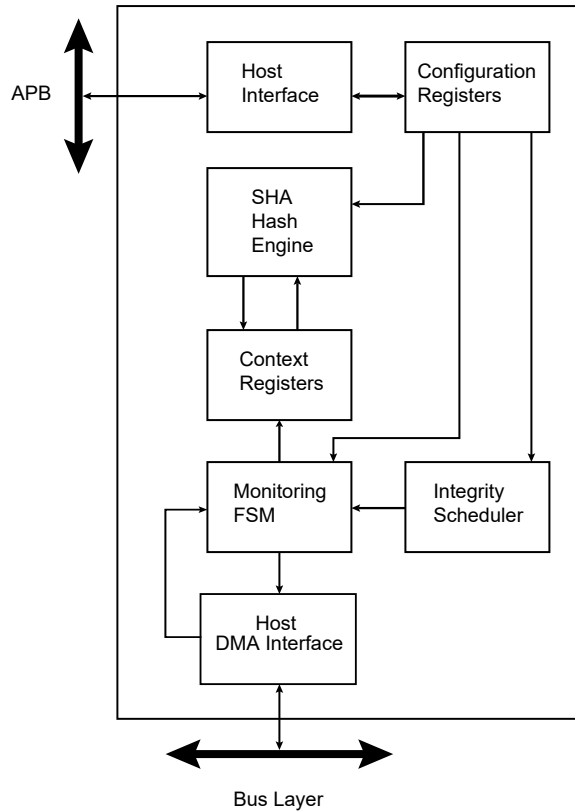 APB
Host
Interface
Configuration
Registers
SHA
Hash
Engine
Context
Registers
Monitoring
FSM
Integrity
Scheduler
Host
DMA Interface
Bus Layer